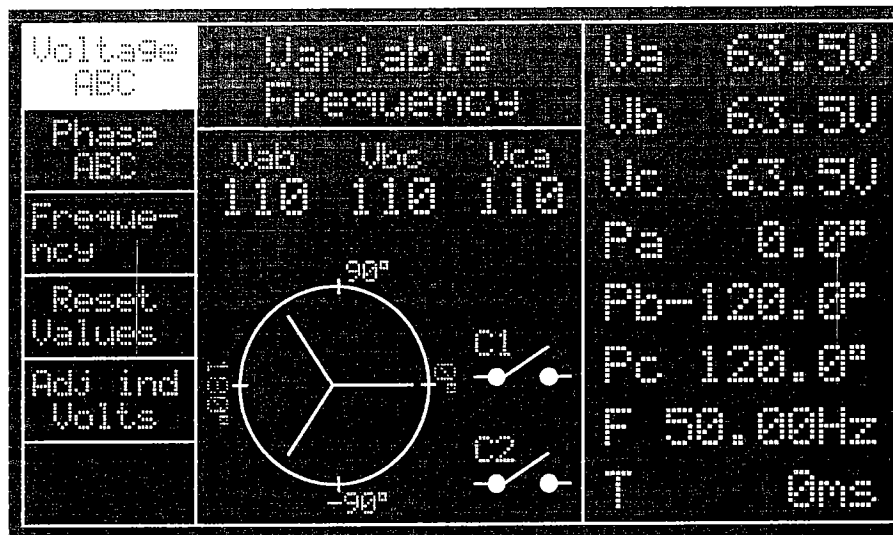 Voltage
ABC
Phase
ABC
Freque-
ncy
Reset
Values
Adj ind
Volts
Variable
Frequency
Vab Vbc Vca
110 110 110
90°
180°
0°
-90°
C1
C2
Va 63.5V
Vb 63.5V
Vc 63.5V
Pa 0.0°
Pb-120.0°
Pc 120.0°
F 50.00Hz
T 0ms